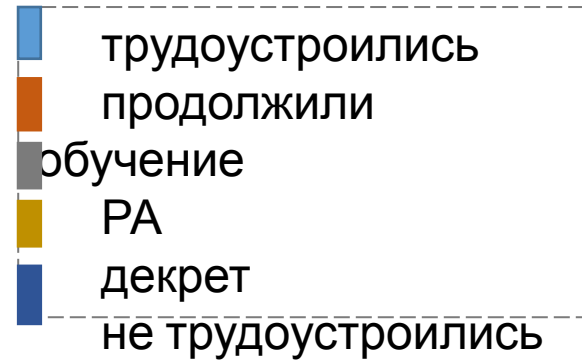 трудоустроились
продолжили
обучение
РА
декрет
не трудоустроились